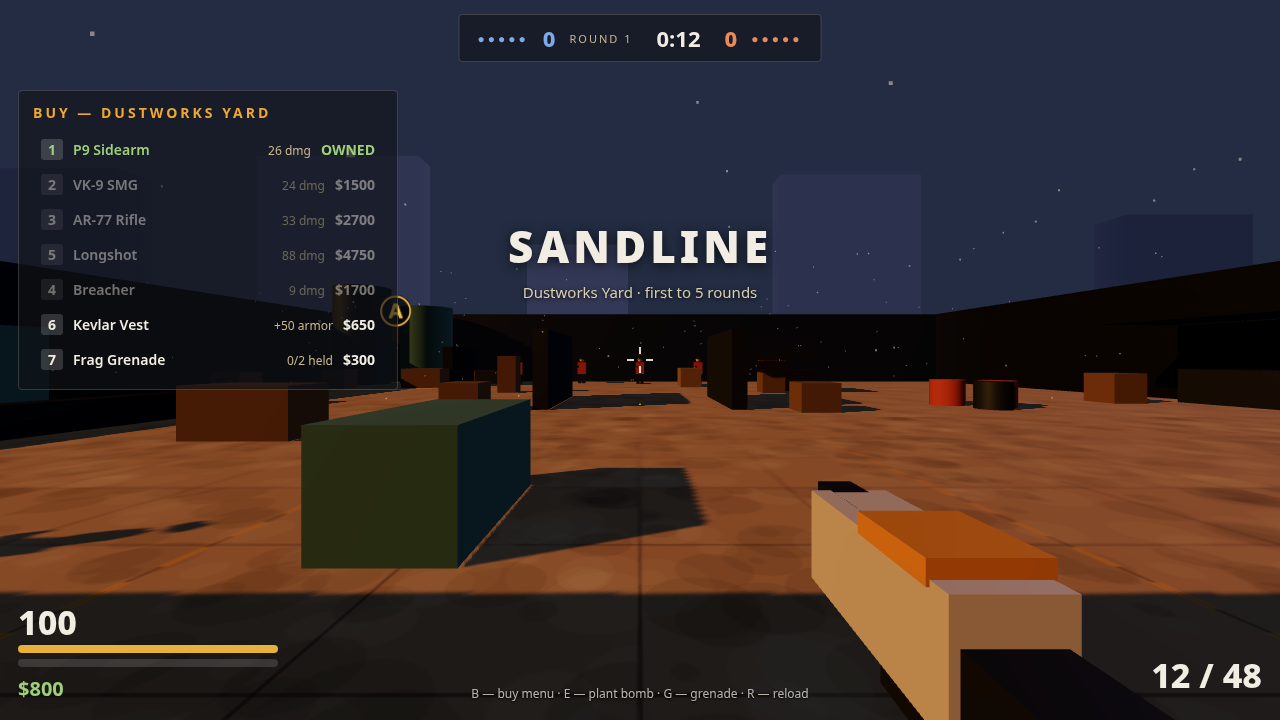 0 ROUND 1 0:12 0
BUY — DUSTWORKS YARD
1 P9 Sidearm 26 dmg OWNED
2 VK-9 SMG 24 dmg $1500
3 AR-77 Rifle 33 dmg $2700
5 Longshot 88 dmg $4750
4 Breacher 9 dmg $1700
6 Kevlar Vest +50 armor $650
7 Frag Grenade 0/2 held $300
A
SANDLINE
Dustworks Yard · first to 5 rounds
100
$800
B — buy menu · E — plant bomb · G — grenade · R — reload
12 / 48